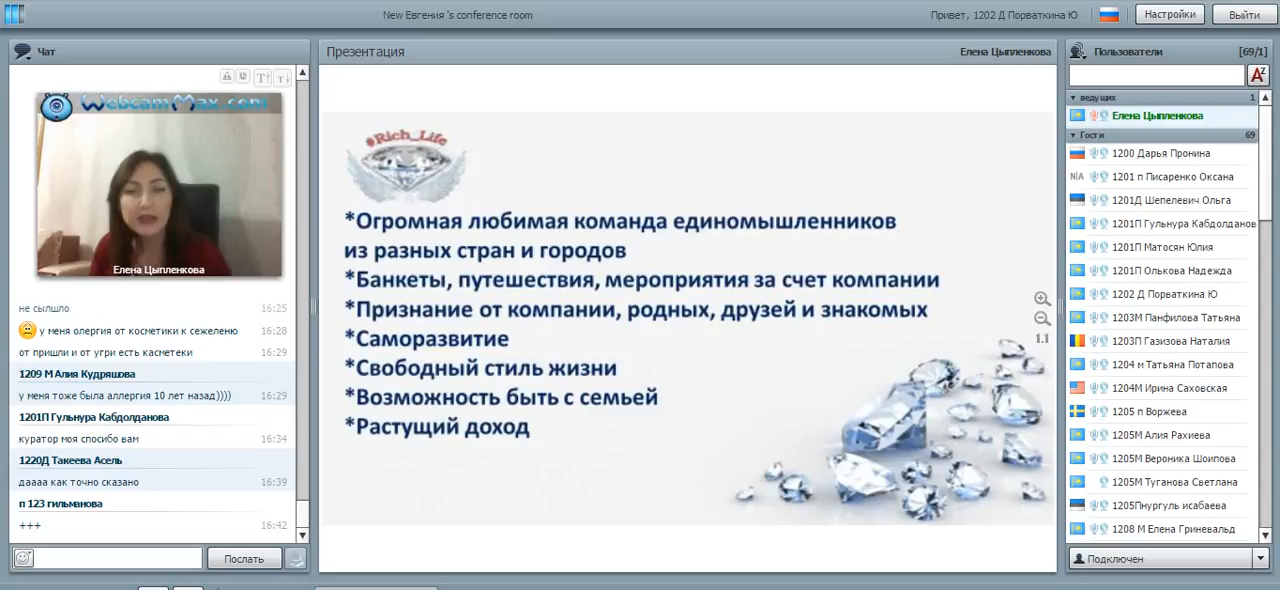 New Евгения 's conference room
Привет, 1202 Д Порваткина Ю
Настройки
Выйти
Чат
WebcamMax.com
Елена Цыпленкова
не сылшло 16:25
у меня олергия от косметики к сежеленю 16:28
от пришли и от угри есть касметеки 16:29
1209 М Алия Кудряшова
у меня тоже была аллергия 10 лет назад)))) 16:29
1201П Гульнура Кабдолданова
куратор моя спосибо вам 16:34
1220Д Такеева Асель
даааа как точно сказано 16:39
п 123 гильманова
+++ 16:42
Послать
Презентация
Елена Цыпленкова
#Rich_Life
*Огромная любимая команда единомышленников
из разных стран и городов
*Банкеты, путешествия, мероприятия за счет компании
*Признание от компании, родных, друзей и знакомых
*Саморазвитие
*Свободный стиль жизни
*Возможность быть с семьей
*Растущий доход
1.1
Пользователи [69/1]
ведущих 1
Елена Цыпленкова
Гости 69
1200 Дарья Пронина
N/A 1201 п Писаренко Оксана
1201Д Шепелевич Ольга
1201П Гульнура Кабдолданов
1201П Матосян Юлия
1201П Олькова Надежда
1202 Д Порваткина Ю
1203М Панфилова Татьяна
1203П Газизова Наталия
1204 м Татьяна Потапова
1204М Ирина Саховская
1205 п Воржева
1205М Алия Рахиева
1205М Вероника Шоипова
1205М Туганова Светлана
1205Пнургуль исабаева
1208 М Елена Гриневальд
Подключен